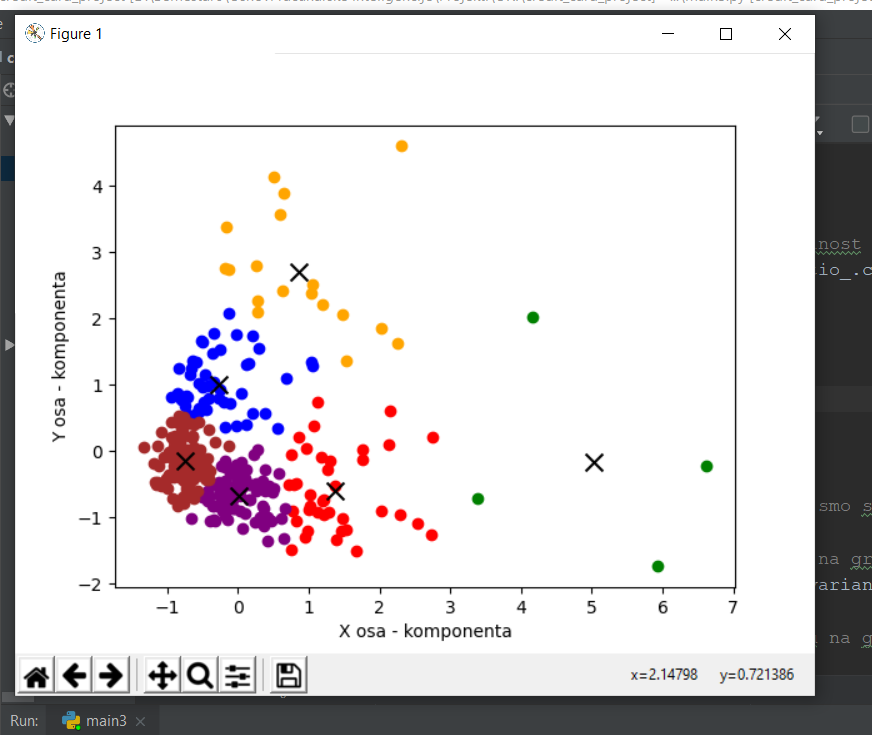 Figure 1
4
3
2
1
0
−1
−2
Y osa - komponenta
−1 0 1 2 3 4 5 6 7
X osa - komponenta
x=2.14798 y=0.721386
nost
io_.c
smo s
na gr
varian
na g
Run: main3